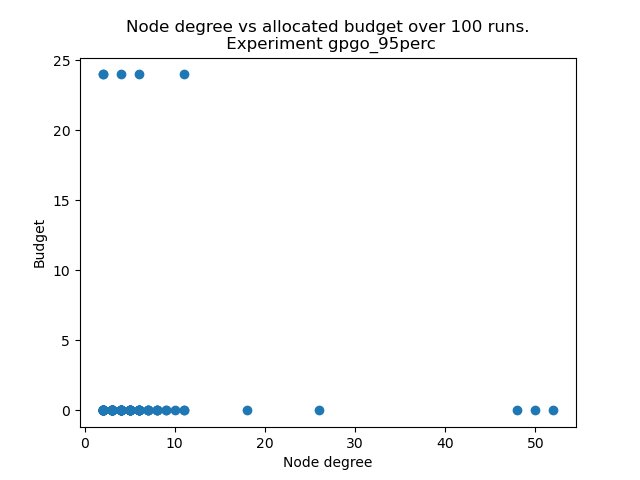 Node degree vs allocated budget over 100 runs.
Experiment gpgo_95perc
25
20
15
10
5
0
Budget
0 10 20 30 40 50
Node degree